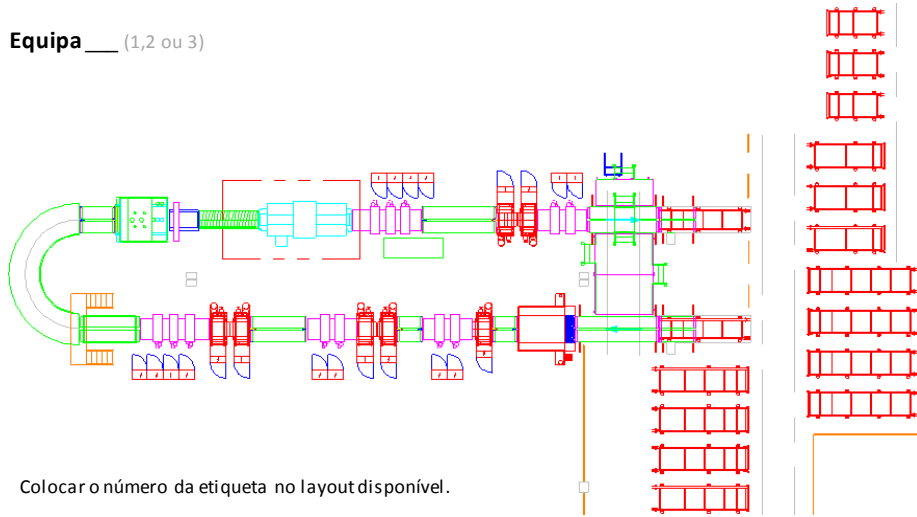 Equipa ___ (1,2 ou 3)
Colocar o número da etiqueta no layout disponível.